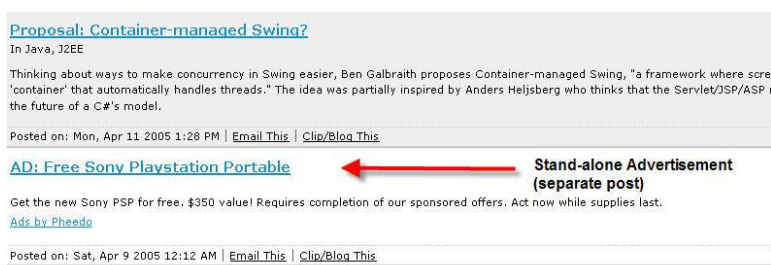 Proposal: Container-managed Swing?
In Java, J2EE
Thinking about ways to make concurrency in Swing easier, Ben Galbraith proposes Container-managed Swing, "a framework where scre
'container' that automatically handles threads." The idea was partially inspired by Anders Heljsberg who thinks that the Servlet/JSP/ASP
the future of a C#'s model.
Posted on: Mon, Apr 11 2005 1:28 PM | Email This | Clip/Blog This
AD: Free Sony Playstation Portable
Stand-alone Advertisement
(separate post)
Get the new Sony PSP for free. $350 value! Requires completion of our sponsored offers. Act now while supplies last.
Ads by Pheedo
Posted on: Sat, Apr 9 2005 12:12 AM | Email This | Clip/Blog This